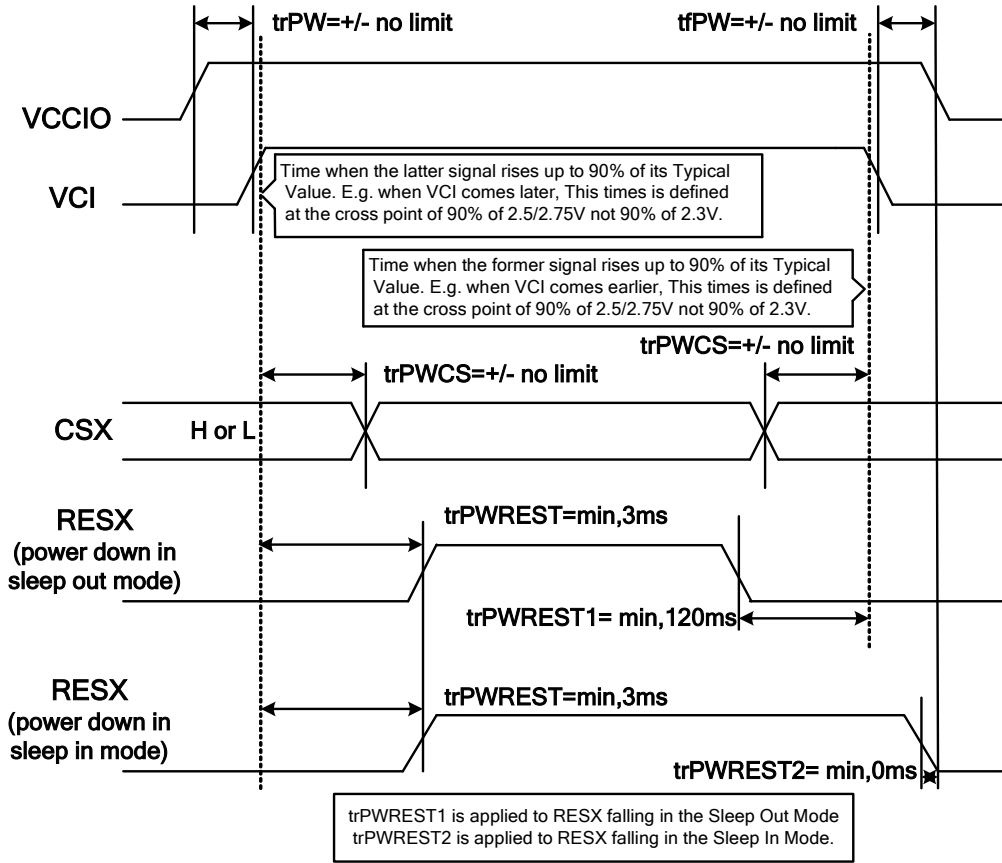 trPW=+/- no limit
tfPW=+/- no limit
VCCIO
VCI
Time when the latter signal rises up to 90% of its Typical
Value. E.g. when VCI comes later, This times is defined
at the cross point of 90% of 2.5/2.75V not 90% of 2.3V.
Time when the former signal rises up to 90% of its Typical
Value. E.g. when VCI comes earlier, This times is defined
at the cross point of 90% of 2.5/2.75V not 90% of 2.3V.
trPWCS=+/- no limit
trPWCS=+/- no limit
CSX
H or L
RESX
(power down in
sleep out mode)
trPWREST=min,3ms
trPWREST1= min,120ms
RESX
(power down in
sleep in mode)
trPWREST=min,3ms
trPWREST2= min,0ms
trPWREST1 is applied to RESX falling in the Sleep Out Mode
trPWREST2 is applied to RESX falling in the Sleep In Mode.